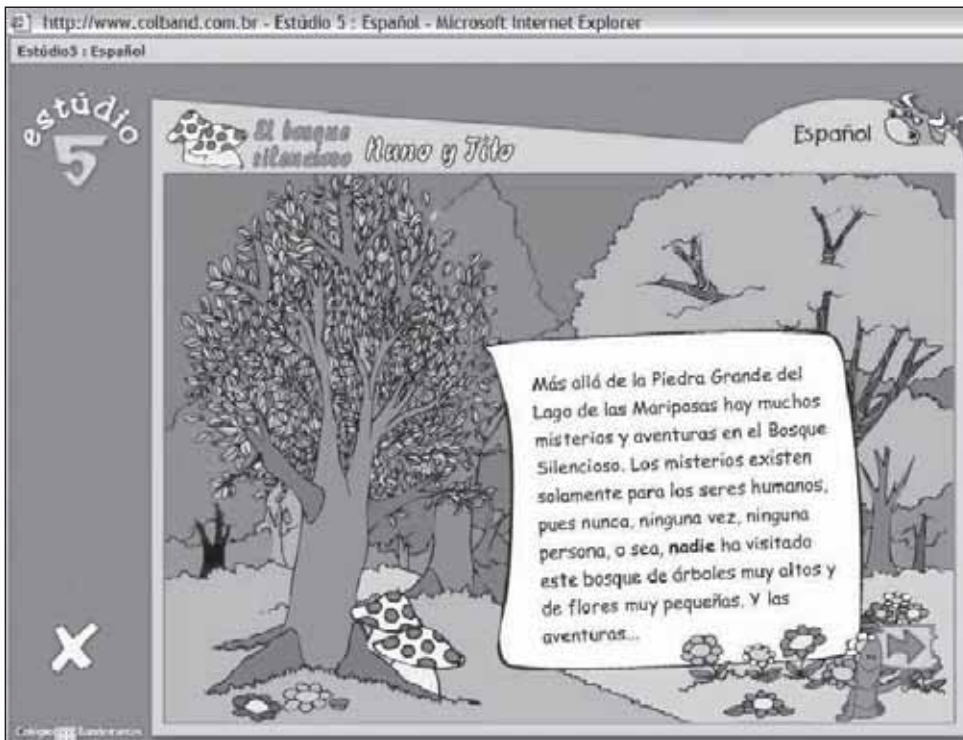 http://www.colband.com.br - Estúdio 5 : Español - Microsoft Internet Explorer
Estúdio5 : Español
estúdio
5
El bosque
silencioso
Nuno y Tito
Español
Más allá de la Piedra Grande del
Lago de las Mariposas hay muchos
misterios y aventuras en el Bosque
Silencioso. Los misterios existen
solamente para los seres humanos,
pues nunca, ninguna vez, ninguna
persona, o sea, nadie ha visitado
este bosque de árboles muy altos y
de flores muy pequeñas. Y las
aventuras...
Colégio Bandeirantes